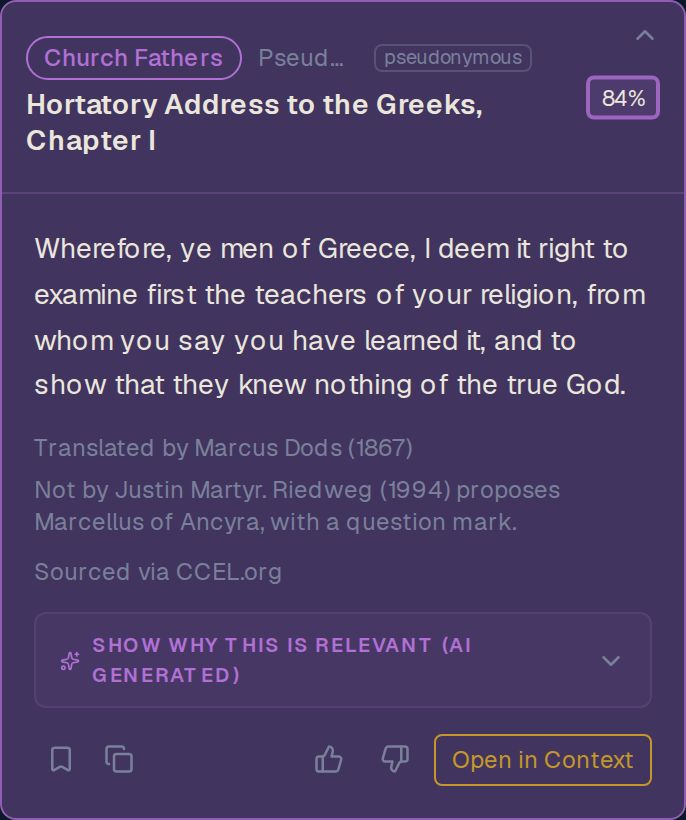 Church Fathers Pseud... pseudonymous
Hortatory Address to the Greeks,
Chapter I
84%
Wherefore, ye men of Greece, I deem it right to
examine first the teachers of your religion, from
whom you say you have learned it, and to
show that they knew nothing of the true God.
Translated by Marcus Dods (1867)
Not by Justin Martyr. Riedweg (1994) proposes
Marcellus of Ancyra, with a question mark.
Sourced via CCEL.org
SHOW WHY THIS IS RELEVANT (AI
GENERATED)
Open in Context